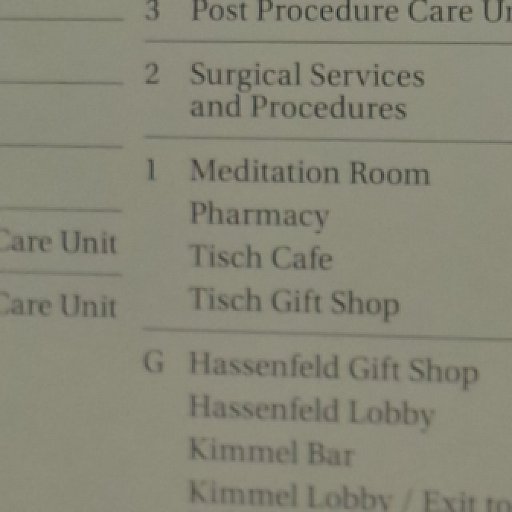 3 Post Procedure Care
2 Surgical Services
and Procedures
1 Meditation Room
Pharmacy
Tisch Cafe
Tisch Gift Shop
G Hassenfeld Gift Shop
Hassenfeld Lobby
Kimmel Bar
Kimmel Lobby / Exit to
Care Unit
Care Unit